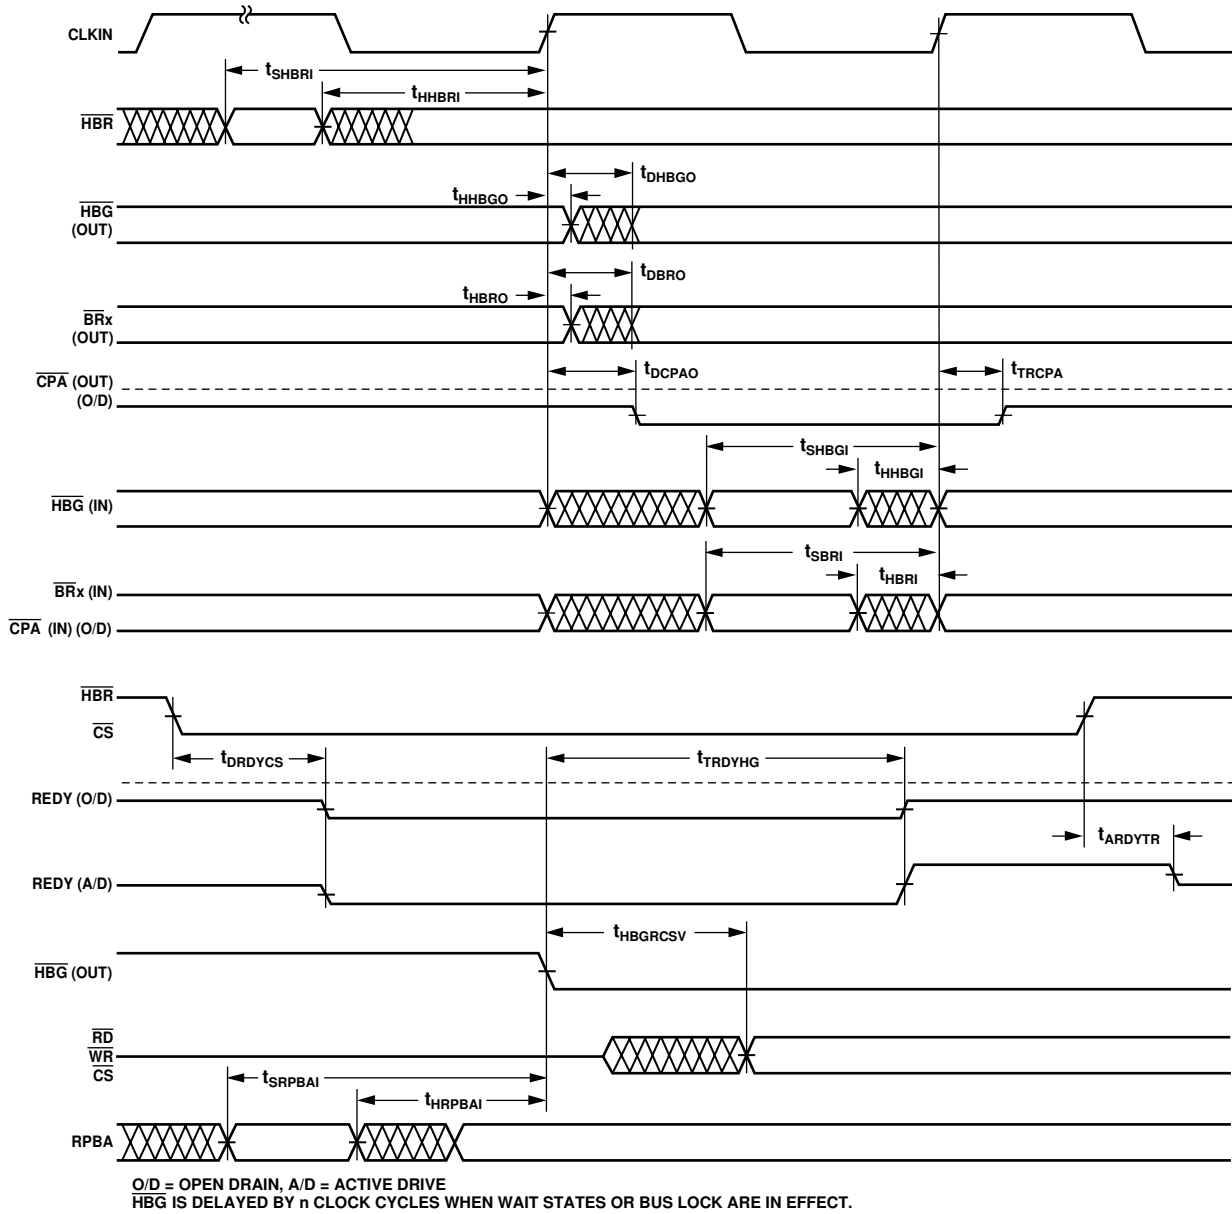 CLKIN
tSHBRI
tHHBRI
HBR
tDHBGO
tHHBGO
HBG
(OUT)
tDBRO
tHBRO
BRx
(OUT)
CPA (OUT)
(O/D)
tDCPAO
tTRCPA
tSHBGI
tHHBGI
HBG (IN)
tSBRI
tHBRI
BRx (IN)
CPA (IN) (O/D)
HBR
CS
tDRDYCS
tTRDYHG
REDY (O/D)
tARDYTR
REDY (A/D)
tHBGRCSV
HBG (OUT)
RD
WR
CS
tSRPBAI
tHRPBAI
RPBA
O/D = OPEN DRAIN, A/D = ACTIVE DRIVE
HBG IS DELAYED BY n CLOCK CYCLES WHEN WAIT STATES OR BUS LOCK ARE IN EFFECT.